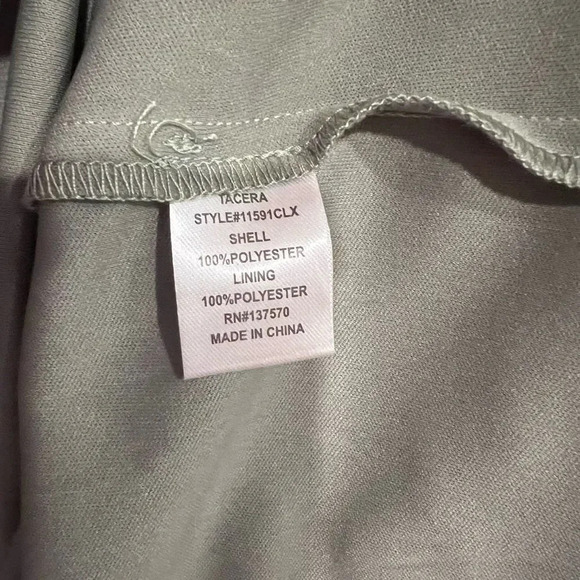 TACERA
STYLE#11591CLX
SHELL
100%POLYESTER
LINING
100%POLYESTER
RN#137570
MADE IN CHINA